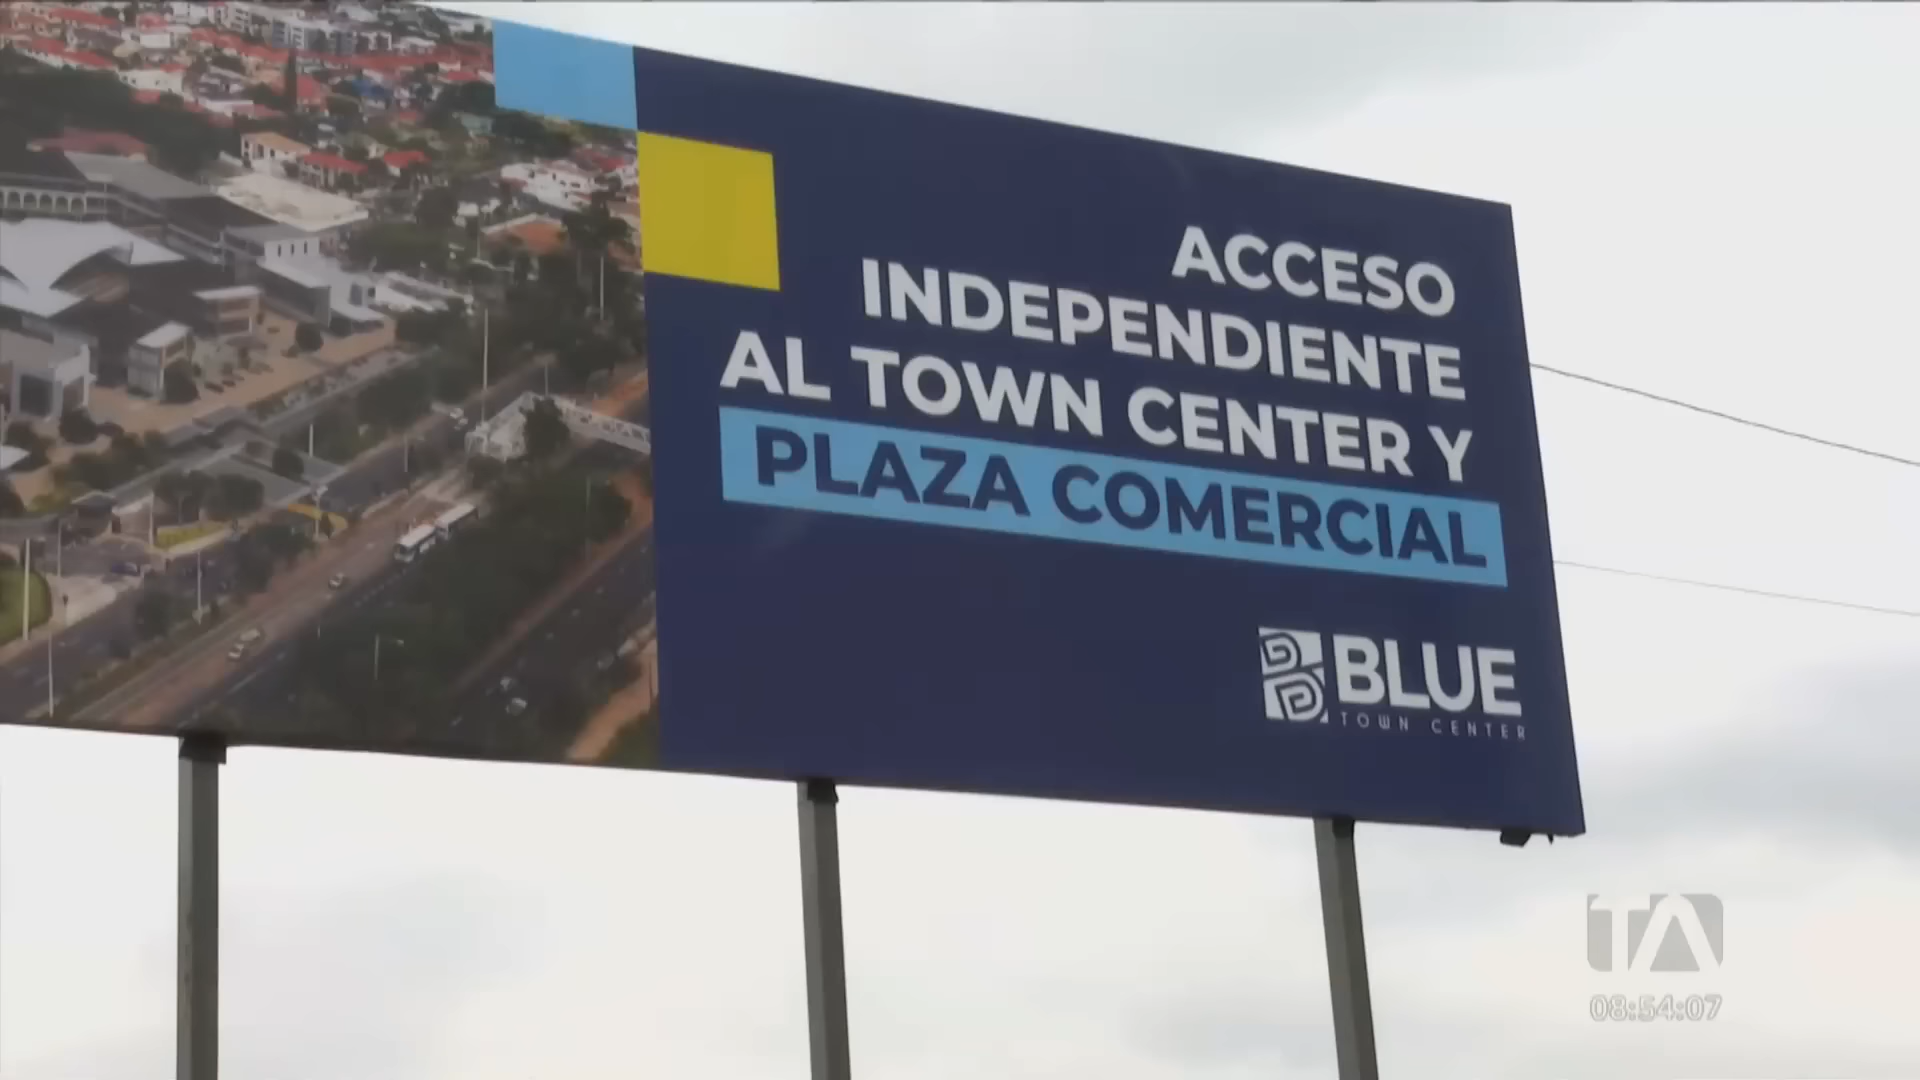 ACCESO
INDEPENDIENTE
AL TOWN CENTER Y
PLAZA COMERCIAL
BLUE
TOWN CENTER
TA
08:54:07